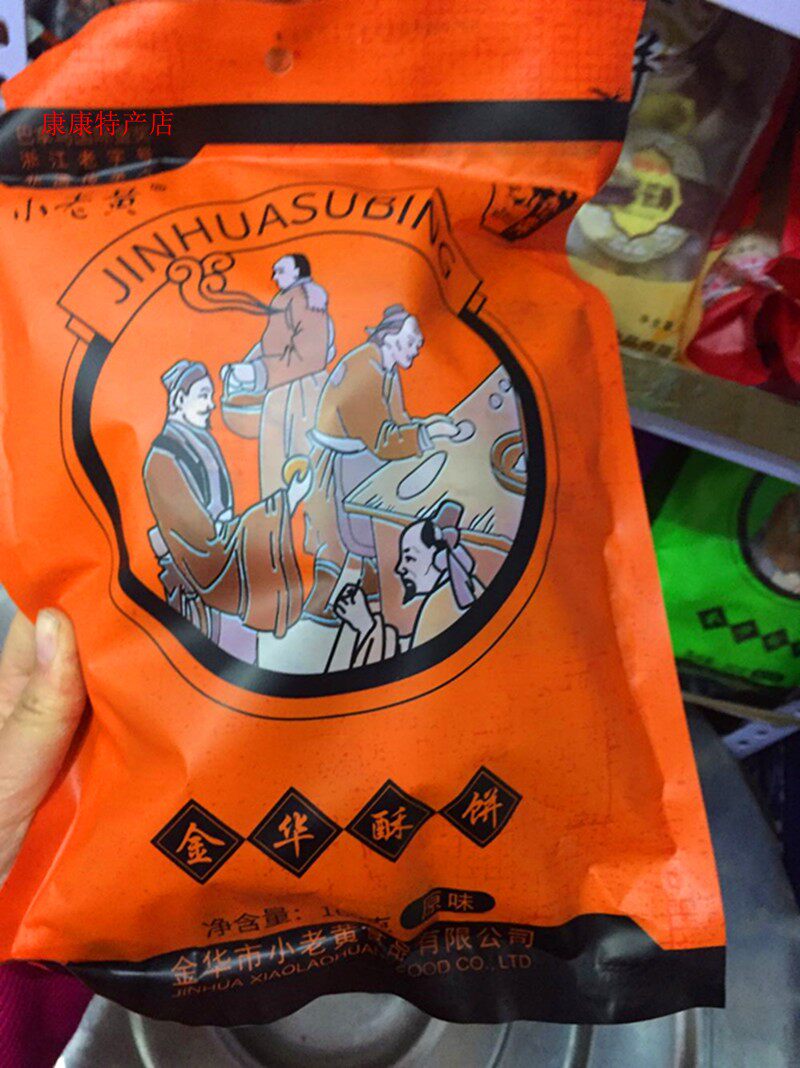 康康特产店
浙江老字号
小老黄
JINHUASUBING
金华酥饼
净含量:
原味
金华市小老黄食品有限公司
JINHUA XIAOLAOHUANG FOOD CO., LTD